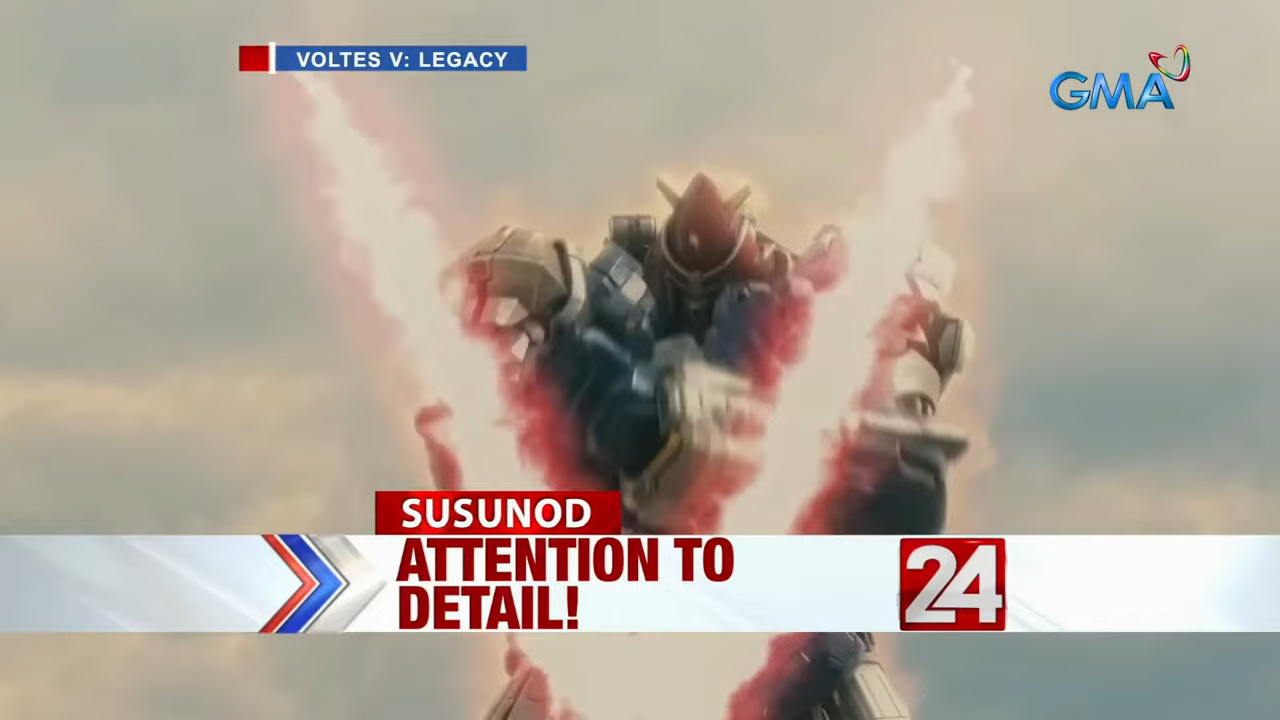 VOLTES V: LEGACY
GMA
SUSUNOD
ATTENTION TO
DETAIL!
24